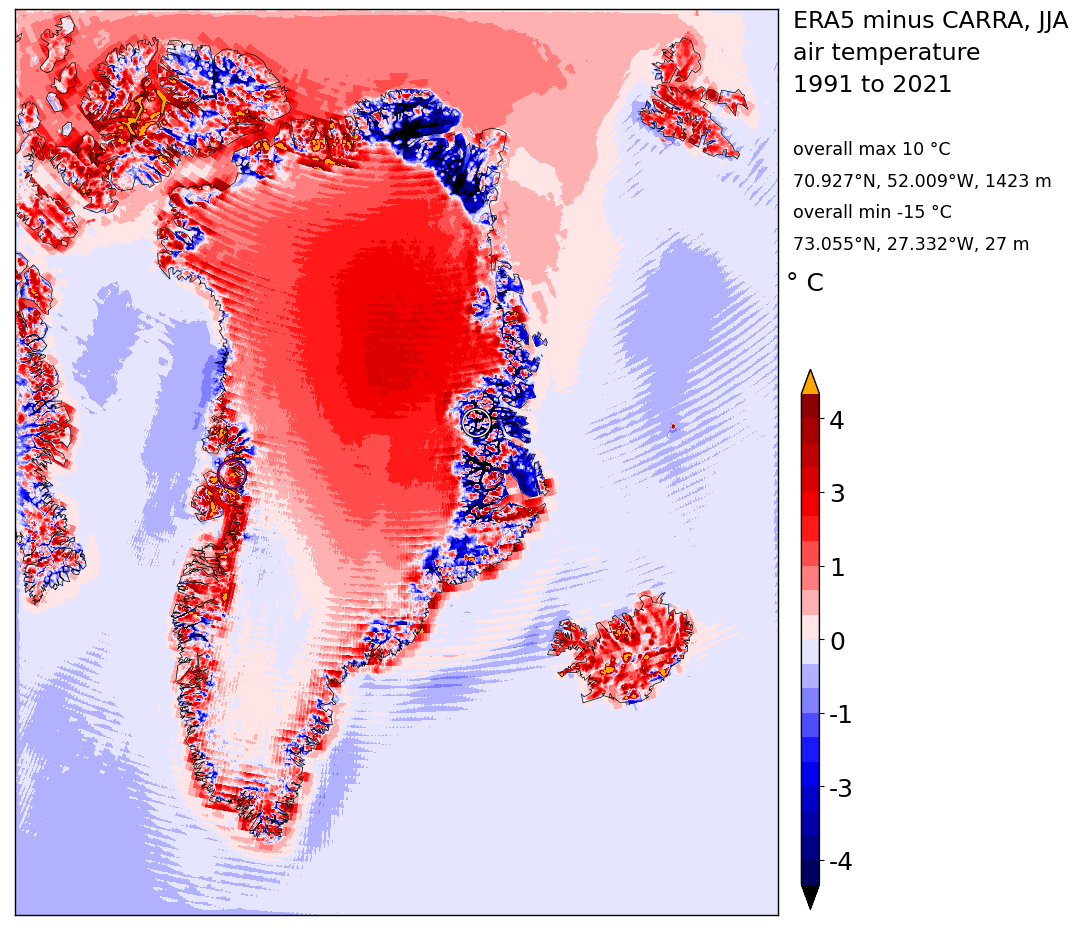 ERA5 minus CARRA, JJA
air temperature
1991 to 2021
overall max 10 °C
70.927°N, 52.009°W, 1423 m
overall min -15 °C
73.055°N, 27.332°W, 27 m
° C
4
3
1
0
-1
-3
-4